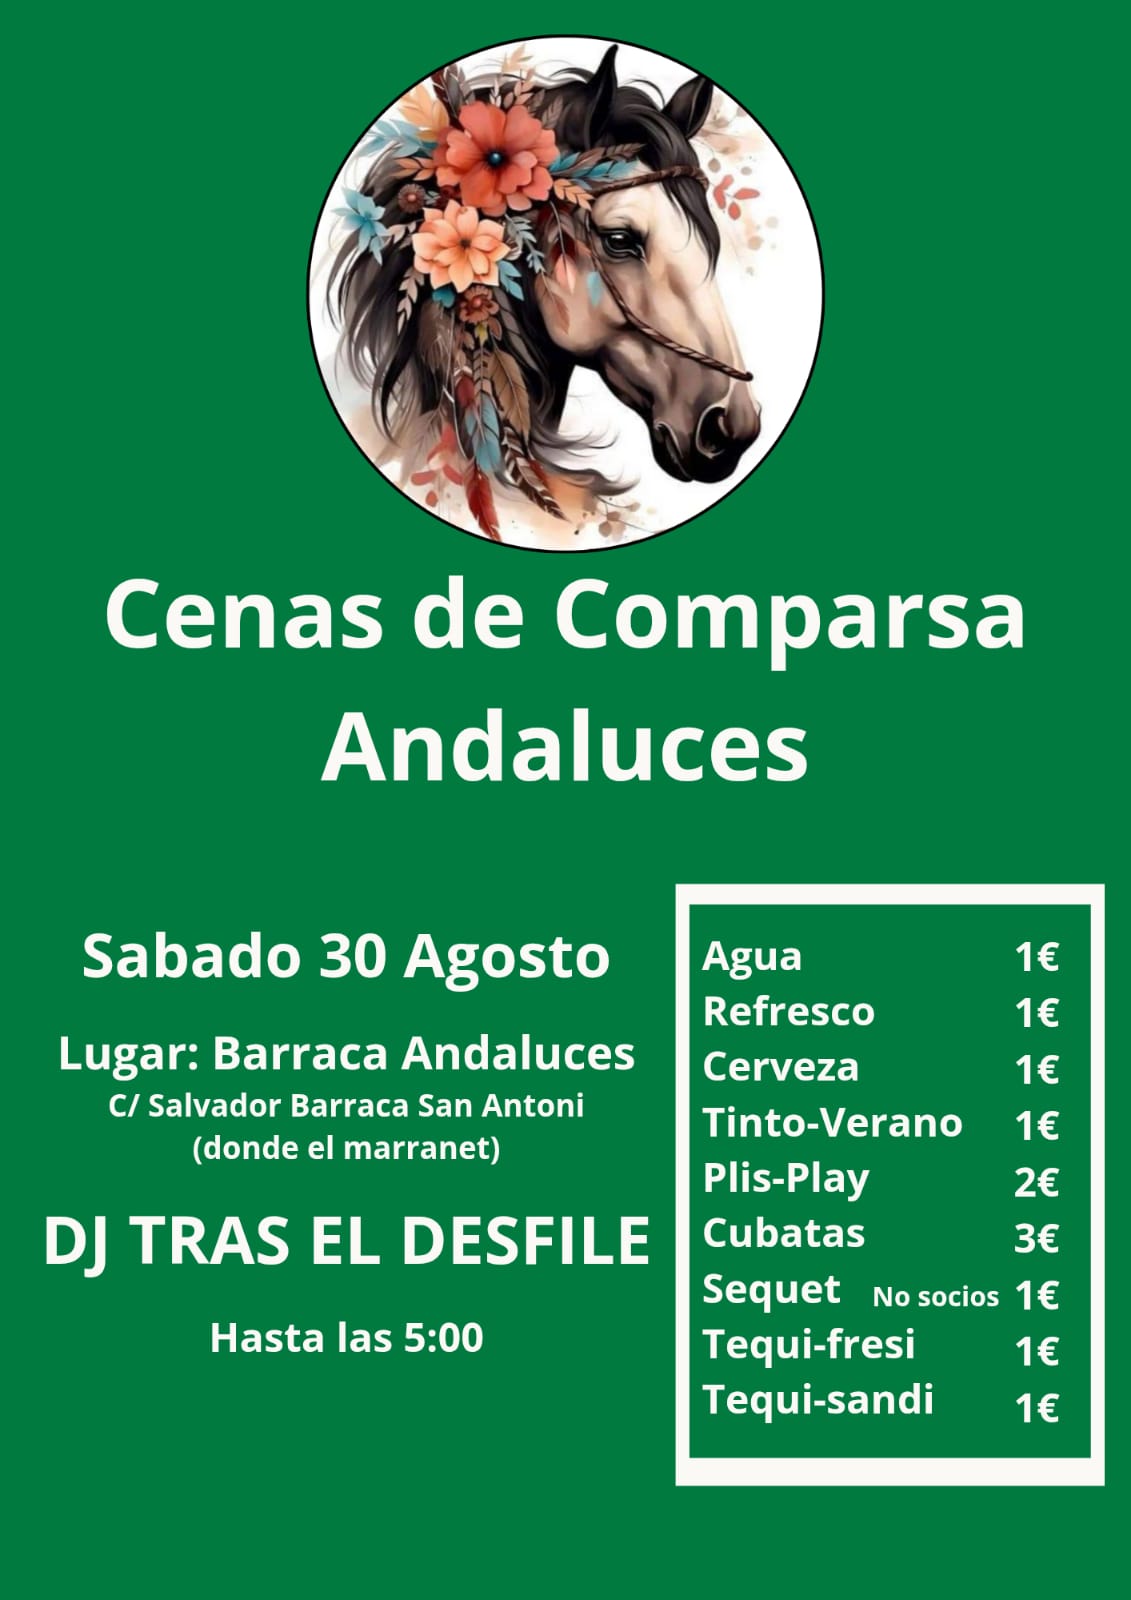 Cenas de Comparsa
Andaluces
Sabado 30 Agosto
Lugar: Barraca Andaluces
C/ Salvador Barraca San Antoni
(donde el marranet)
DJ TRAS EL DESFILE
Hasta las 5:00
Agua 1€
Refresco 1€
Cerveza 1€
Tinto-Verano 1€
Plis-Play 2€
Cubatas 3€
Sequet No socios 1€
Tequi-fresi 1€
Tequi-sandi 1€